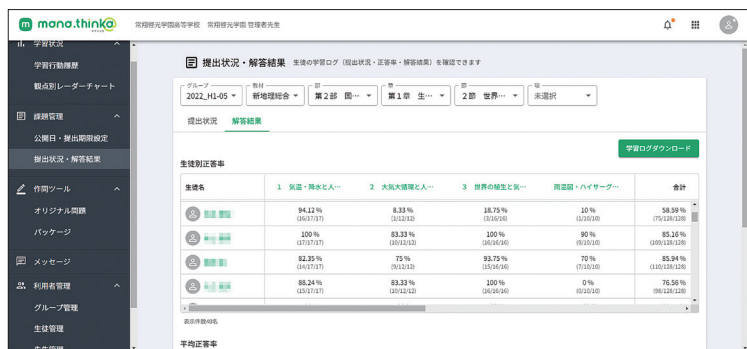 mana.think@
常翔啓光学園高等学校 常翔啓光学園 管理者先生
学習状況
学習行動履歴
観点別レーダーチャート
課題管理
公開日・提出期限設定
提出状況・解答結果
作問ツール
オリジナル問題
パッケージ
メッセージ
利用者管理
グループ管理
生徒管理
提出状況・解答結果 生徒の学習ログ（提出状況・正答率・解答結果）を確認できます
グループ 教材 部 章 節 項
2022_H1-05 新地理総合 第2部 国… 第1章 生… 2節 世界… 未選択
提出状況 解答結果
学習ログダウンロード
生徒別正答率
生徒名 1 気温・降水と人… 2 大気大循環と人… 3 世界の植生と気… 雨温図・ハイサーグ… 合計
94.12% 8.33% 18.75% 10% 58.59%
(16/17/17) (1/12/12) (3/16/16) (1/10/10) (75/128/128)
100% 83.33% 100% 90% 85.16%
(17/17/17) (10/12/12) (16/16/16) (9/10/10) (109/128/128)
82.35% 75% 93.75% 70% 85.94%
(14/17/17) (9/12/12) (15/16/16) (7/10/10) (110/128/128)
88.24% 83.33% 100% 0% 76.56%
(15/17/17) (10/12/12) (16/16/16) (0/10/10) (98/128/128)
表示件数40名
平均正答率